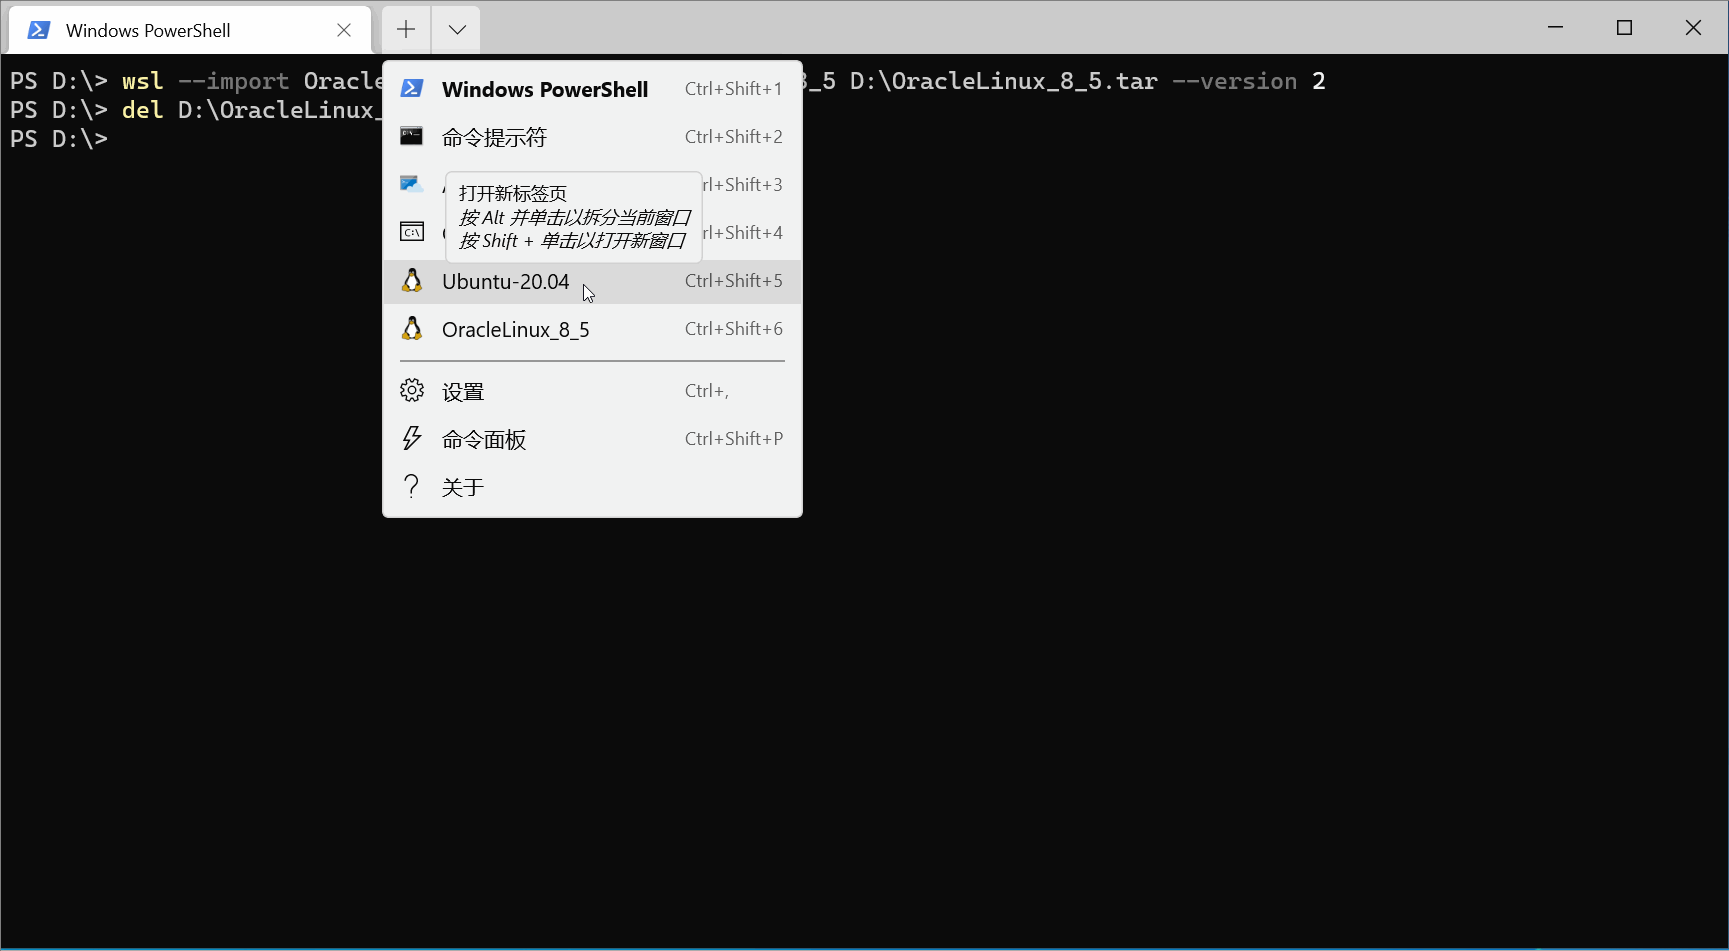 Windows PowerShell
PS D:\> wsl --import Oracle 8_5 D:\OracleLinux_8_5.tar --version 2
PS D:\> del D:\OracleLinux_
PS D:\>
Windows PowerShell Ctrl+Shift+1
命令提示符 Ctrl+Shift+2
rl+Shift+3
打开新标签页
按 Alt 并单击以拆分当前窗口
按 Shift + 单击以打开新窗口
C:\ rl+Shift+4
Ubuntu-20.04 Ctrl+Shift+5
OracleLinux_8_5 Ctrl+Shift+6
设置 Ctrl+,
命令面板 Ctrl+Shift+P
? 关于